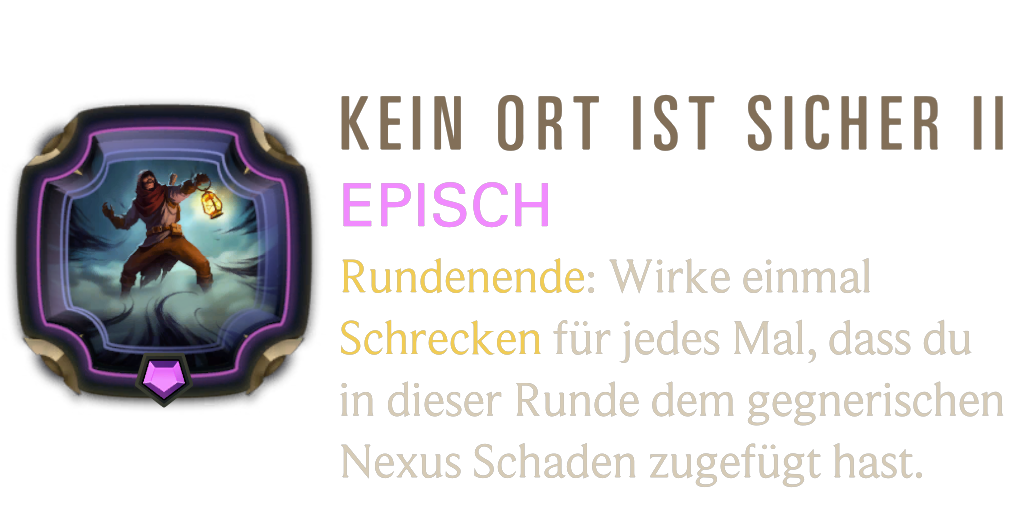 KEIN ORT IST SICHER II
EPISCH
Rundenende: Wirke einmal
Schrecken für jedes Mal, dass du
in dieser Runde dem gegnerischen
Nexus Schaden zugefügt hast.